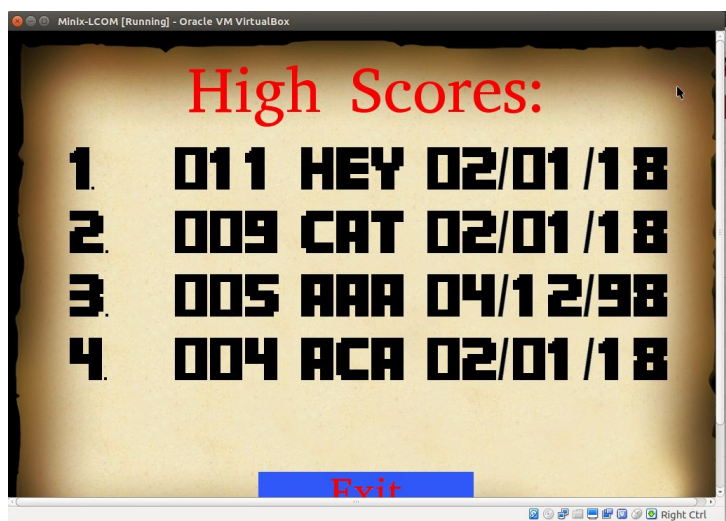 Minix-LCOM [Running] - Oracle VM VirtualBox
High Scores:
1. 011 HEY 02/01/18
2. 009 CAT 02/01/18
3. 005 AAA 04/12/98
4. 004 ACA 02/01/18
Exit
Right Ctrl